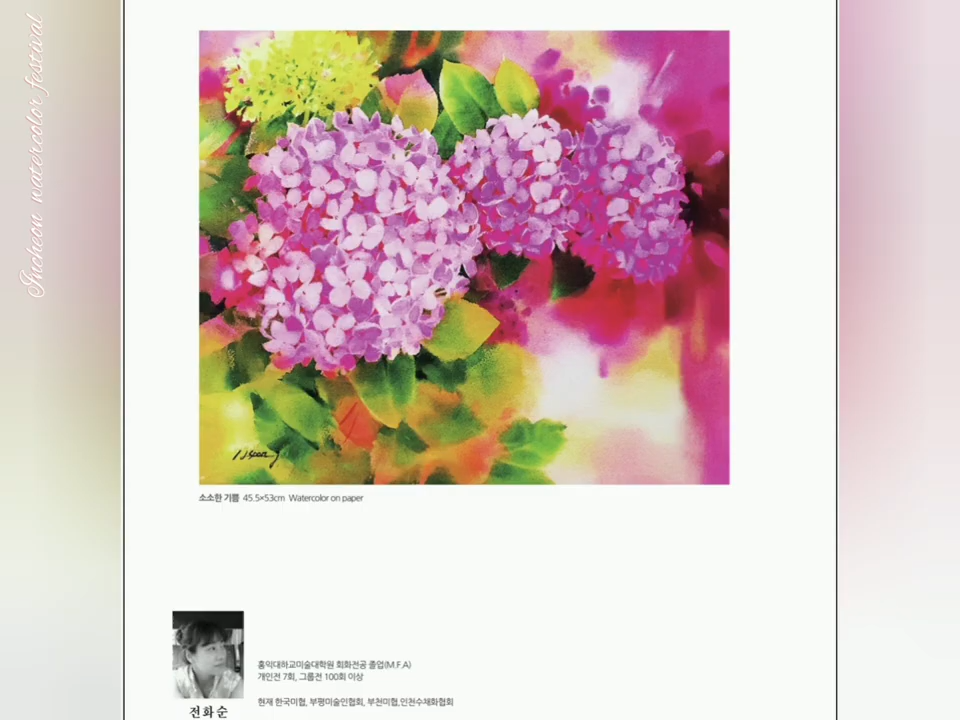 Incheon watercolor festival
소소한 기쁨 45.5×53cm Watercolor on paper
홍익대하교미술대학원 회화전공 졸업(M.F.A)
개인전 7회, 그룹전 100회 이상
현재 한국미협, 부평미술인협회, 부천미협,인천수채화협회
전화순